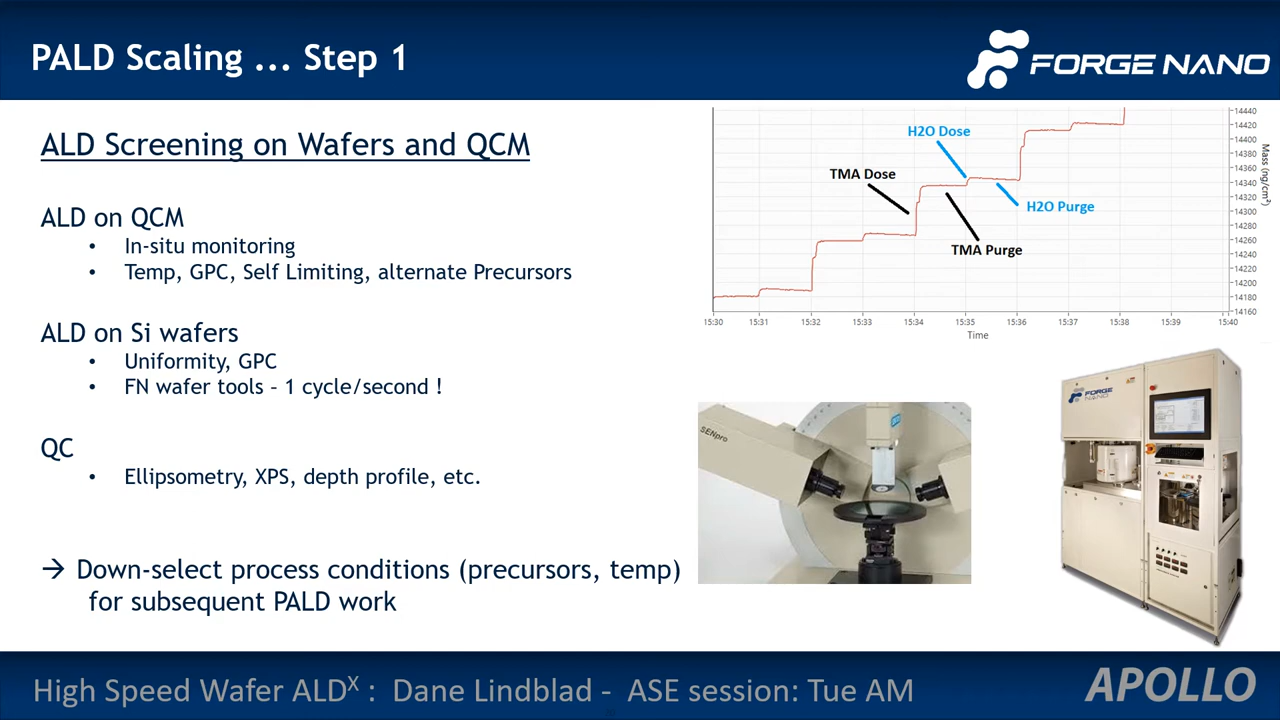 PALD Scaling ... Step 1
FORGE NANO
ALD Screening on Wafers and QCM
ALD on QCM
• In-situ monitoring
• Temp, GPC, Self Limiting, alternate Precursors
ALD on Si wafers
• Uniformity, GPC
• FN wafer tools – 1 cycle/second !
QC
• Ellipsometry, XPS, depth profile, etc.
→ Down-select process conditions (precursors, temp)
for subsequent PALD work
H2O Dose
TMA Dose
H2O Purge
TMA Purge
14440
14420
14400
14380
14360
14340
14320
14300
14280
14260
14240
14220
14200
14180
14160
Mass (ng/cm²)
15:30 15:31 15:32 15:33 15:34 15:35 15:36 15:37 15:38 15:39 15:40
Time
SENpro
FORGE
NANO
High Speed Wafer ALDX : Dane Lindblad - ASE session: Tue AM
APOLLO